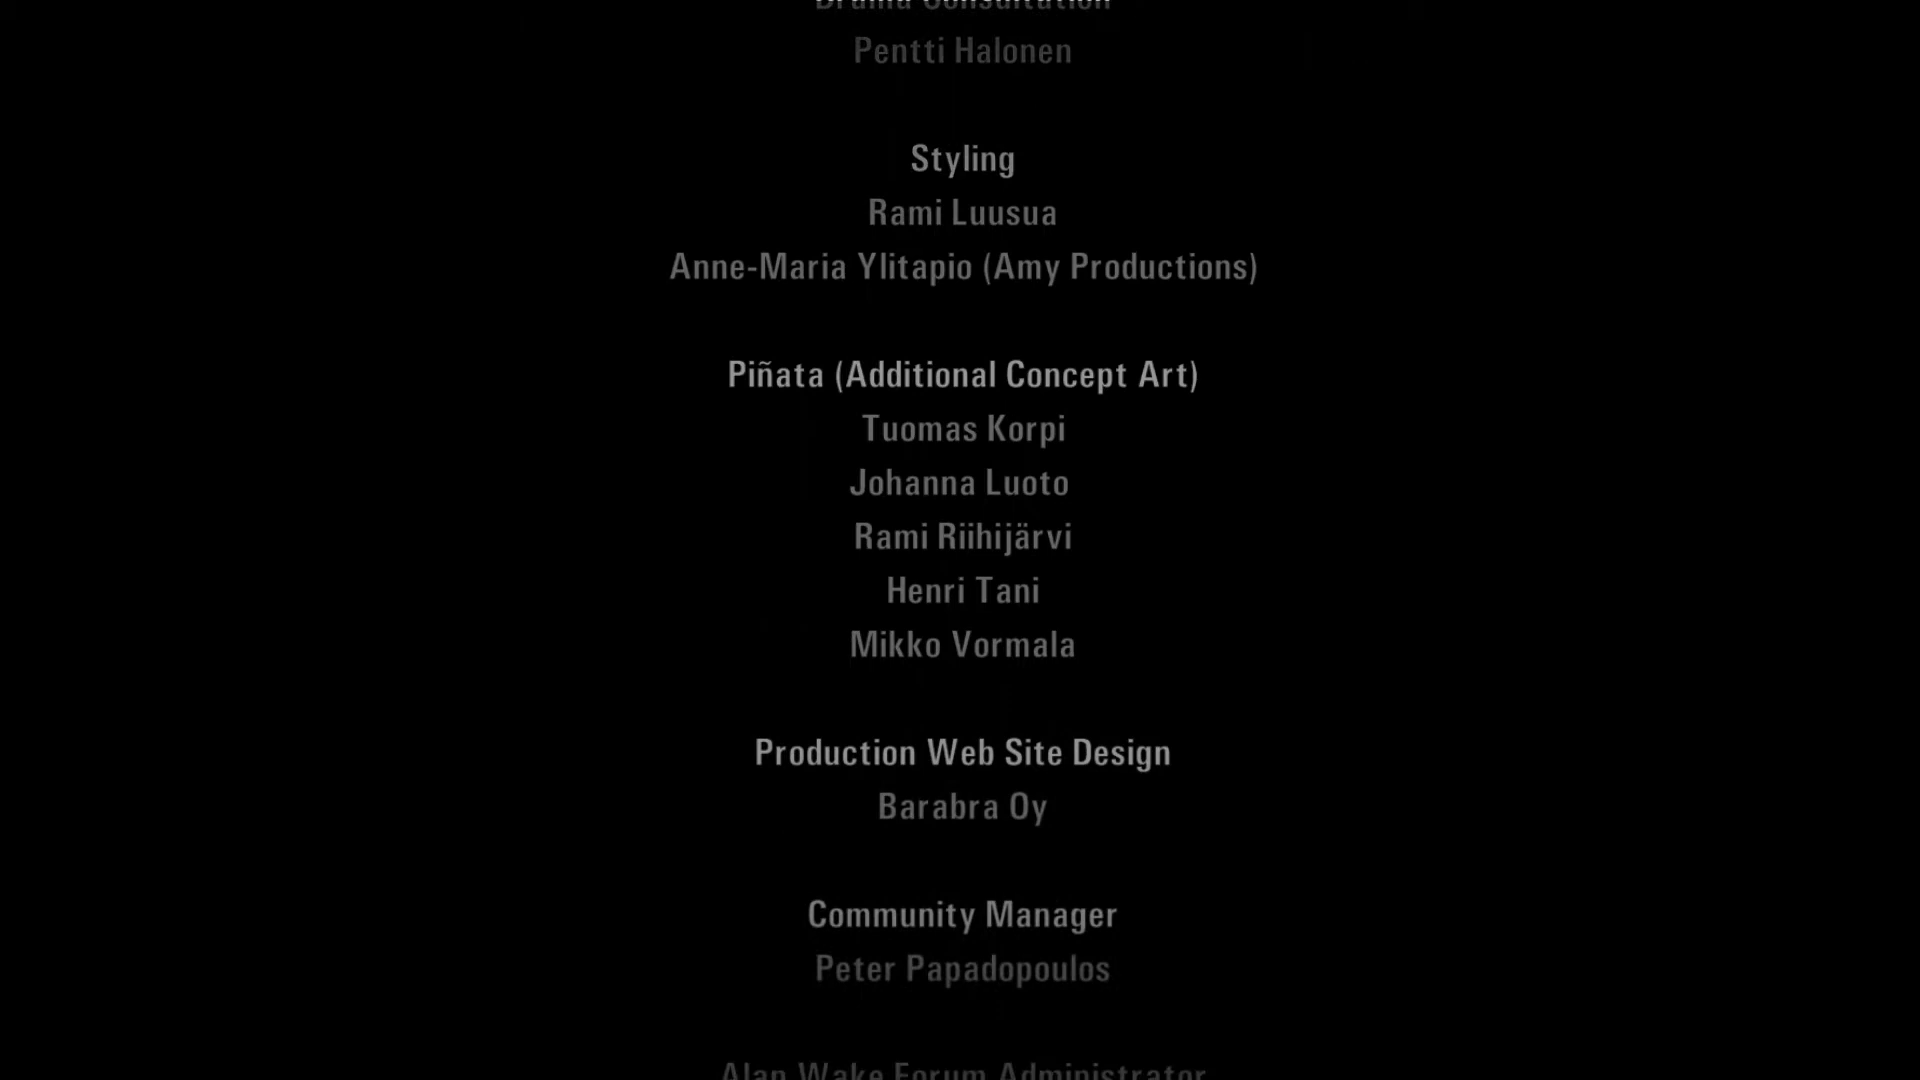 Drama Consultation
Pentti Halonen
Styling
Rami Luusua
Anne-Maria Ylitapio (Amy Productions)
Piñata (Additional Concept Art)
Tuomas Korpi
Johanna Luoto
Rami Riihijärvi
Henri Tani
Mikko Vormala
Production Web Site Design
Barabra Oy
Community Manager
Peter Papadopoulos
Alan Wake Forum Administrator